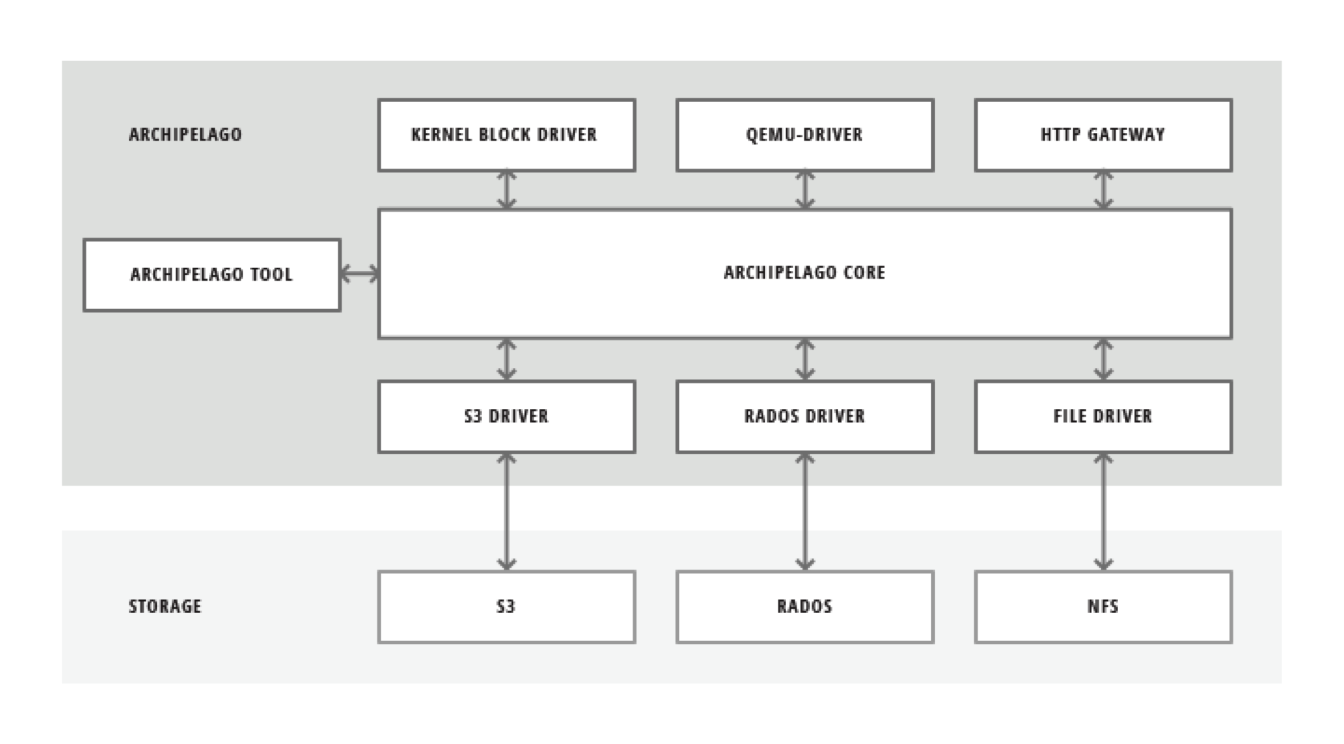 ARCHIPELAGO
KERNEL BLOCK DRIVER
QEMU-DRIVER
HTTP GATEWAY
ARCHIPELAGO TOOL
ARCHIPELAGO CORE
S3 DRIVER
RADOS DRIVER
FILE DRIVER
STORAGE
S3
RADOS
NFS